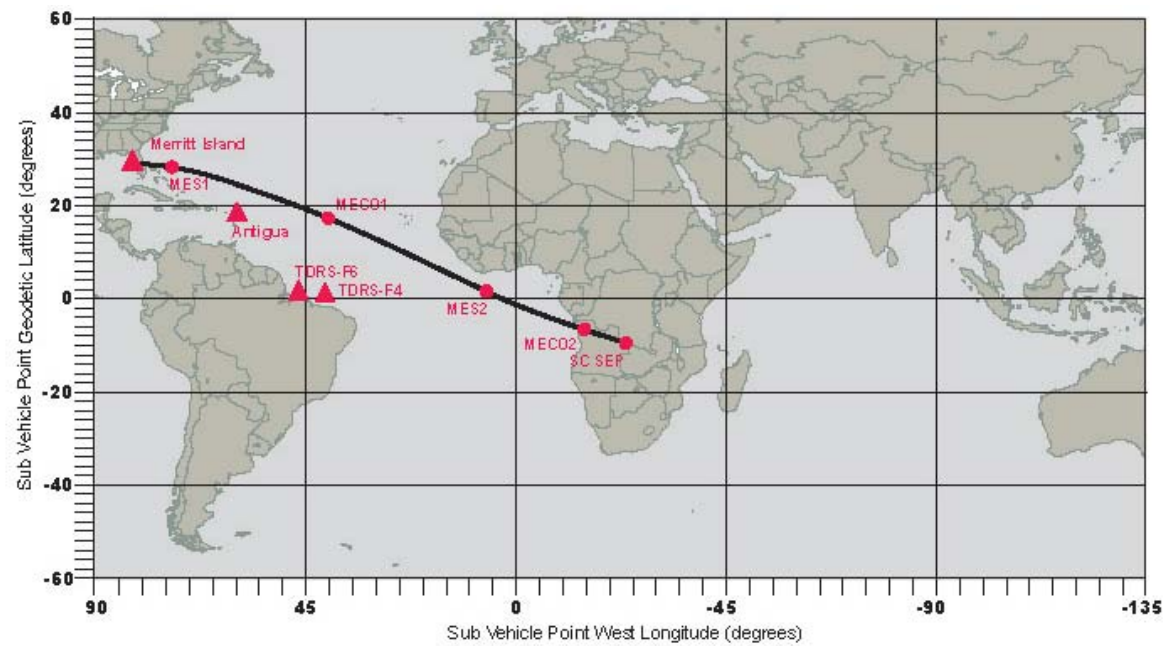 60
40
20
0
-20
-40
-60
Sub Vehicle Point Geodetic Latitude (degrees)
Merritt Island
MES1
Antigua
MECO1
TDRS-F6
TDRS-F4
MES2
MECO2
SC SEP
90 45 0 -45 -90 -135
Sub Vehicle Point West Longitude (degrees)